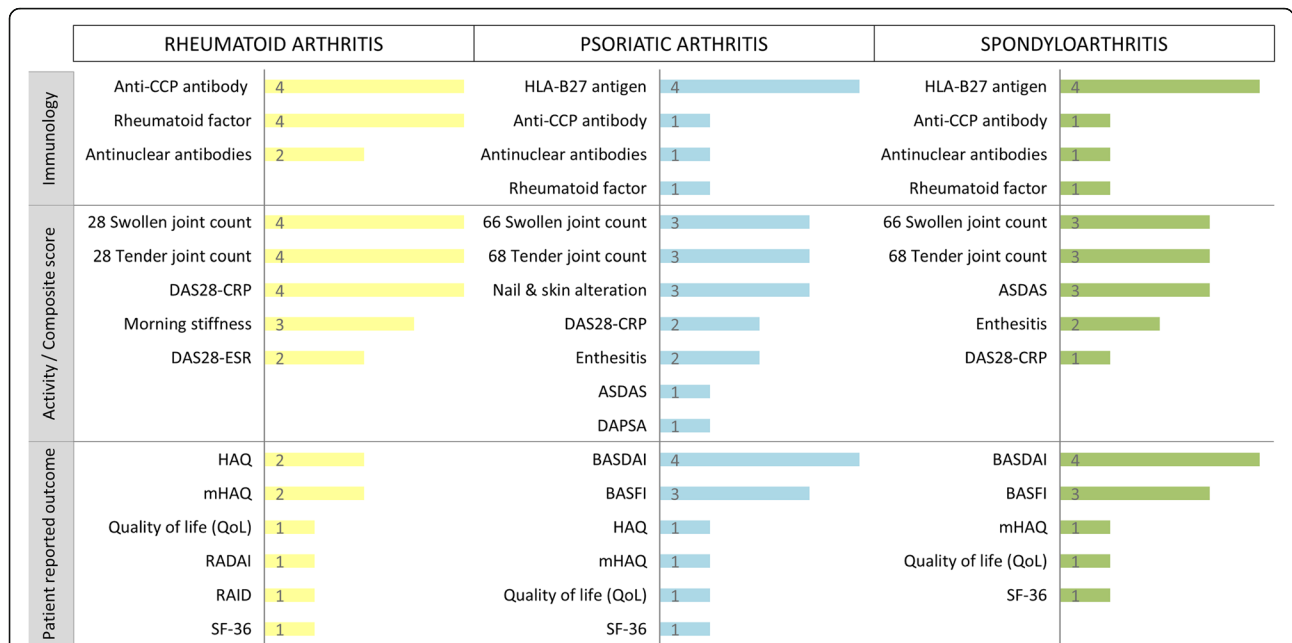 RHEUMATOID ARTHRITIS PSORIATIC ARTHRITIS SPONDYLOARTHRITIS
Immunology
Anti-CCP antibody 4 HLA-B27 antigen 4 HLA-B27 antigen 4
Rheumatoid factor 4 Anti-CCP antibody 1 Anti-CCP antibody 1
Antinuclear antibodies 2 Antinuclear antibodies 1 Antinuclear antibodies 1
Rheumatoid factor 1 Rheumatoid factor 1
Activity / Composite score
28 Swollen joint count 4 66 Swollen joint count 3 66 Swollen joint count 3
28 Tender joint count 4 68 Tender joint count 3 68 Tender joint count 3
DAS28-CRP 4 Nail & skin alteration 3 ASDAS 3
Morning stiffness 3 DAS28-CRP 2 Enthesitis 2
DAS28-ESR 2 Enthesitis 2 DAS28-CRP 1
ASDAS 1
DAPSA 1
Patient reported outcome
HAQ 2 BASDAI 4 BASDAI 4
mHAQ 2 BASFI 3 BASFI 3
Quality of life (QoL) 1 HAQ 1 mHAQ 1
RADAI 1 mHAQ 1 Quality of life (QoL) 1
RAID 1 Quality of life (QoL) 1 SF-36 1
SF-36 1 SF-36 1